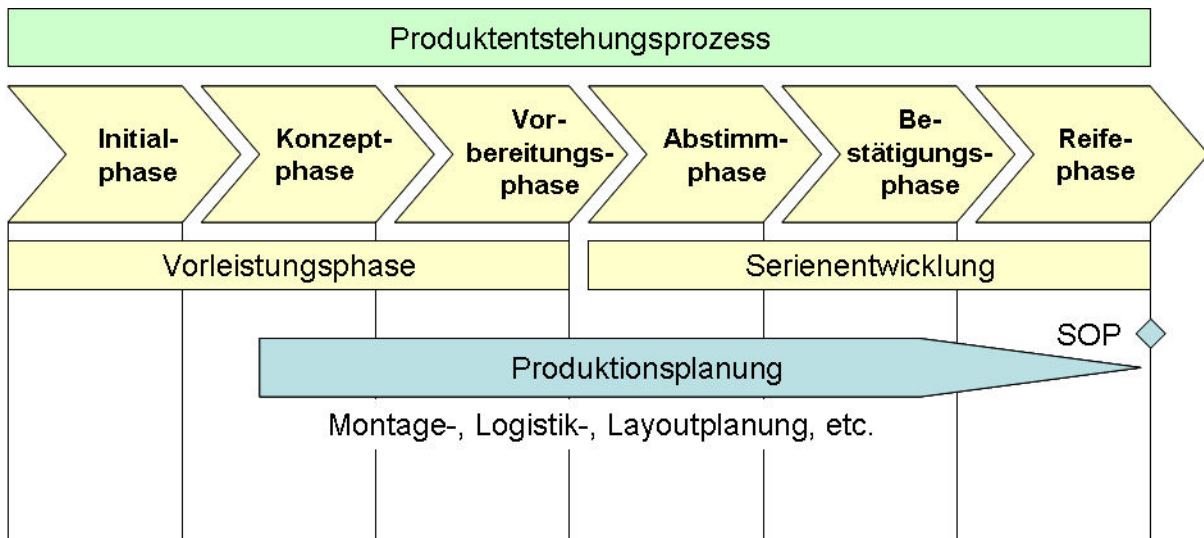 Produktentstehungsprozess
Initial-
phase
Konzept-
phase
Vor-
bereitungs-
phase
Abstimm-
phase
Be-
stätigungs-
phase
Reife-
phase
Vorleistungsphase
Serienentwicklung
SOP
Produktionsplanung
Montage-, Logistik-, Layoutplanung, etc.